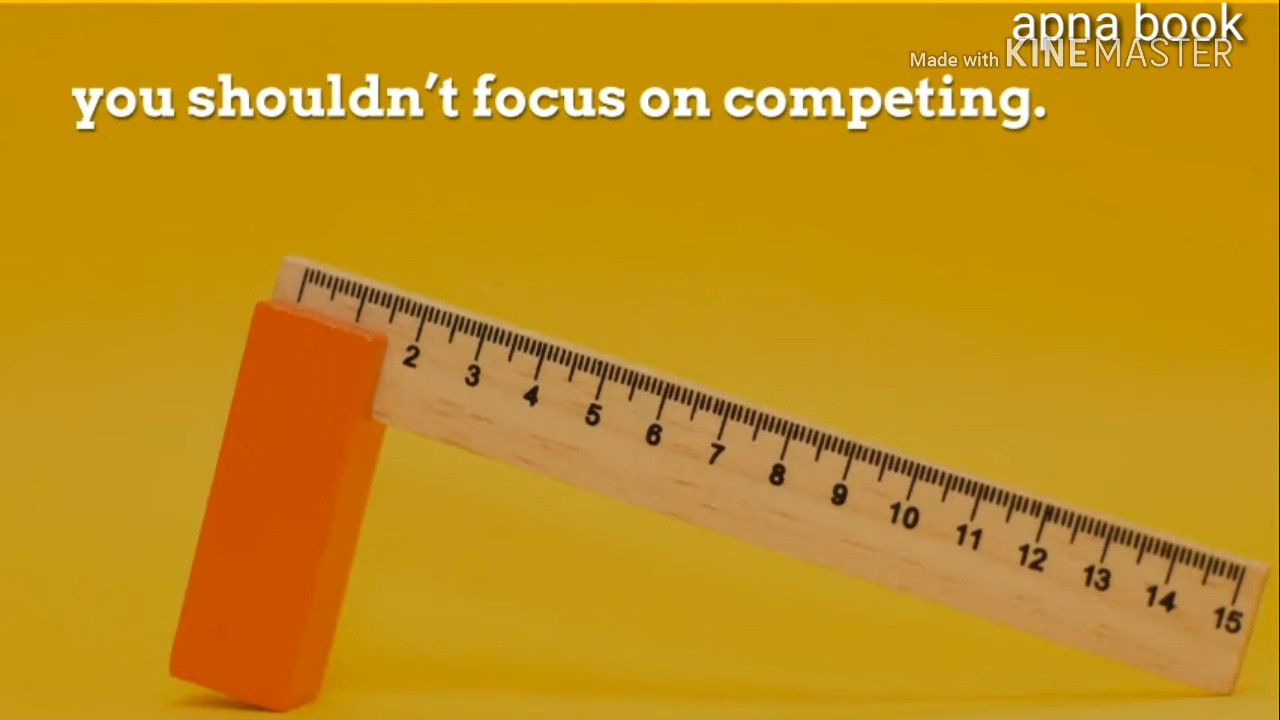 apna book
Made with KINEMASTER
you shouldn’t focus on competing.
2 3 4 5 6 7 8 9 10 11 12 13 14 15